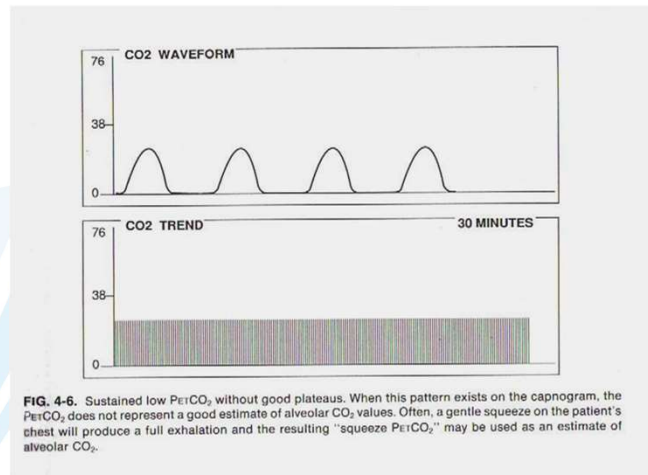 CO2 WAVEFORM
76
38
0
CO2 TREND
30 MINUTES
76
38
0
FIG. 4-6. Sustained low PETCO₂ without good plateaus. When this pattern exists on the capnogram, the
PETCO₂ does not represent a good estimate of alveolar CO₂ values. Often, a gentle squeeze on the patient's
chest will produce a full exhalation and the resulting "squeeze PETCO₂" may be used as an estimate of
alveolar CO₂.